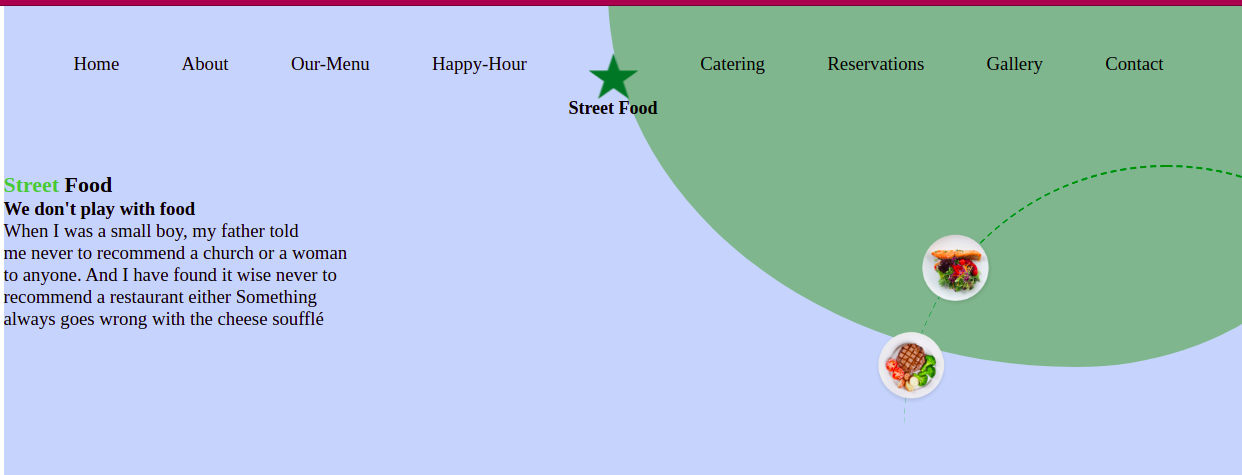 Home About Our-Menu Happy-Hour Catering Reservations Gallery Contact
Street Food
Street Food
We don't play with food
When I was a small boy, my father told
me never to recommend a church or a woman
to anyone. And I have found it wise never to
recommend a restaurant either Something
always goes wrong with the cheese soufflé